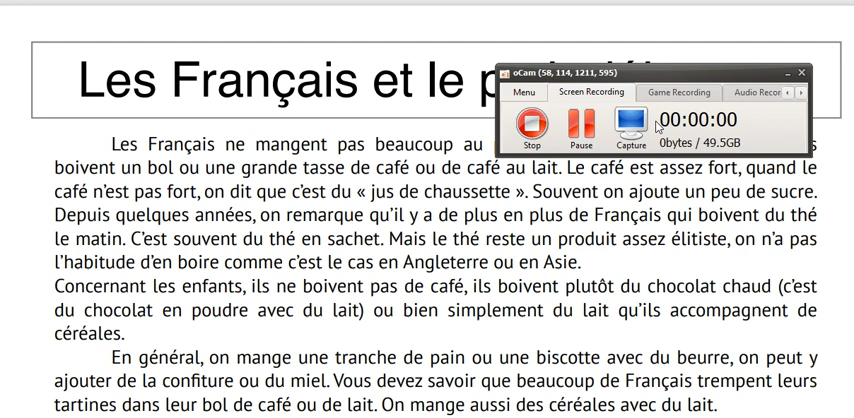 Les Français et le
oCam (58, 114, 1211, 595)
Menu Screen Recording Game Recording Audio Recor
00:00:00
0bytes / 49.5GB
Stop Pause Capture
Les Français ne mangent pas beaucoup au
boivent un bol ou une grande tasse de café ou de café au lait. Le café est assez fort, quand le
café n’est pas fort, on dit que c’est du « jus de chaussette ». Souvent on ajoute un peu de sucre.
Depuis quelques années, on remarque qu’il y a de plus en plus de Français qui boivent du thé
le matin. C’est souvent du thé en sachet. Mais le thé reste un produit assez élitiste, on n’a pas
l’habitude d’en boire comme c’est le cas en Angleterre ou en Asie.
Concernant les enfants, ils ne boivent pas de café, ils boivent plutôt du chocolat chaud (c’est
du chocolat en poudre avec du lait) ou bien simplement du lait qu’ils accompagnent de
céréales.
En général, on mange une tranche de pain ou une biscotte avec du beurre, on peut y
ajouter de la confiture ou du miel. Vous devez savoir que beaucoup de Français trempent leurs
tartines dans leur bol de café ou de lait. On mange aussi des céréales avec du lait.